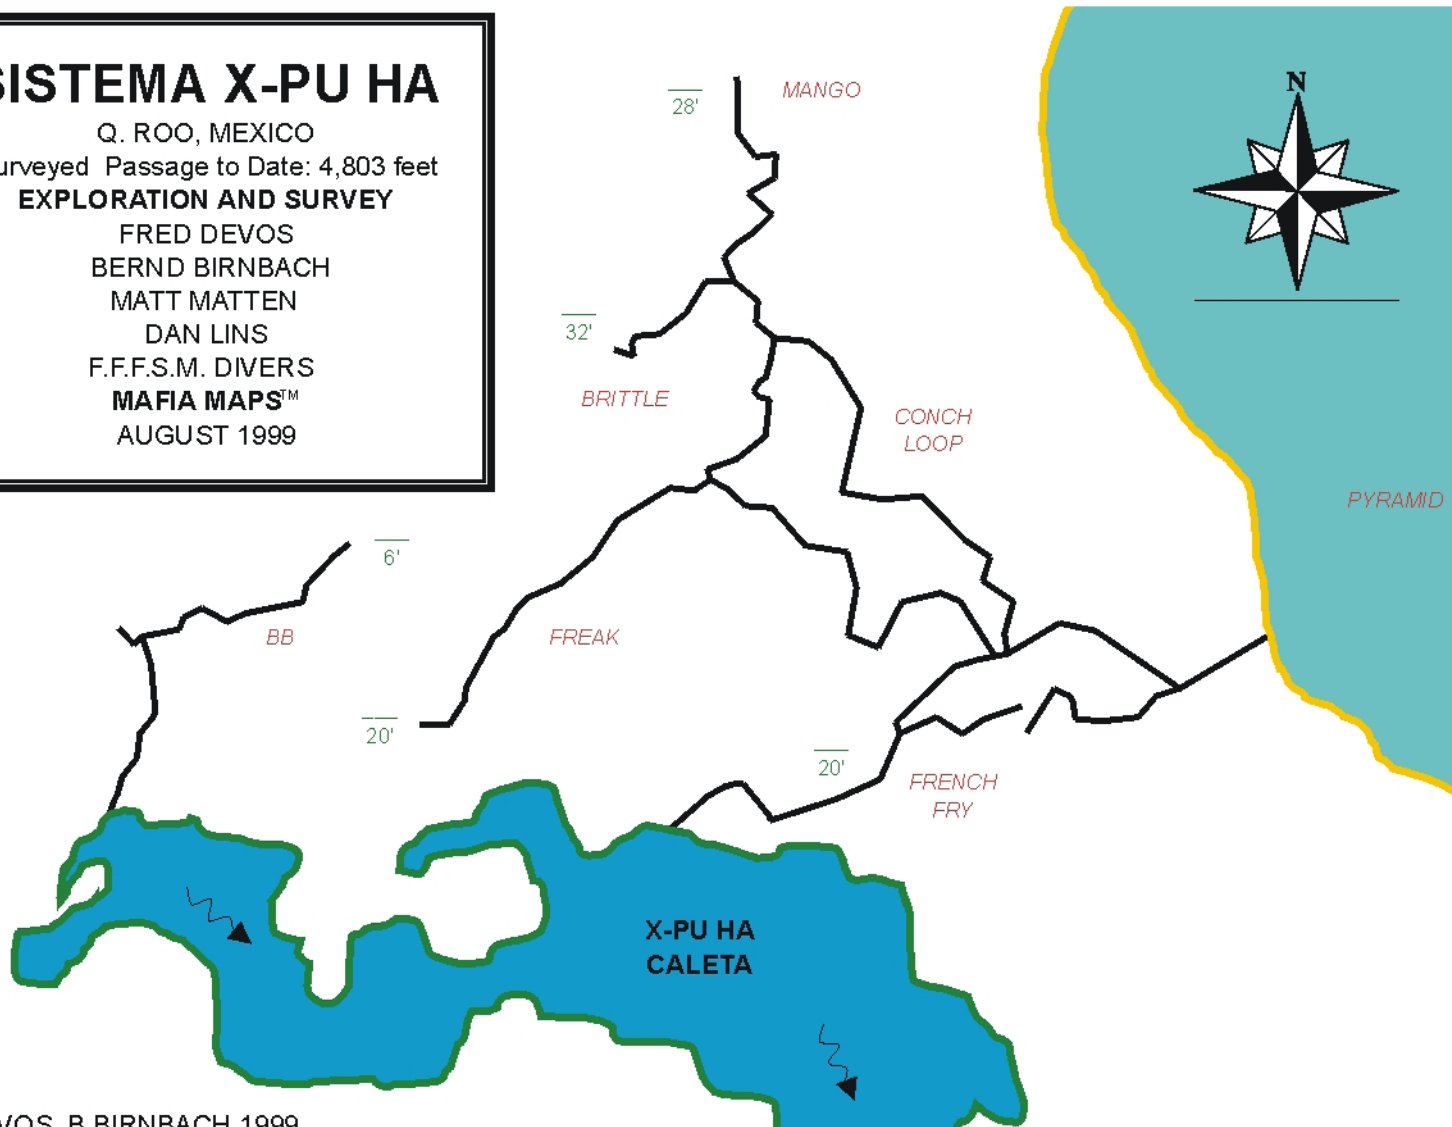 SISTEMA X-PU HA
Q. ROO, MEXICO
urveyed Passage to Date: 4,803 feet
EXPLORATION AND SURVEY
FRED DEVOS
BERND BIRNBACH
MATT MATTEN
DAN LINS
F.F.F.S.M. DIVERS
MAFIA MAPS™
AUGUST 1999
28'
MANGO
N
32'
BRITTLE
CONCH
LOOP
PYRAMID
6'
BB
FREAK
20'
20'
FRENCH
FRY
X-PU HA
CALETA
VOS, B.BIRNBACH 1999